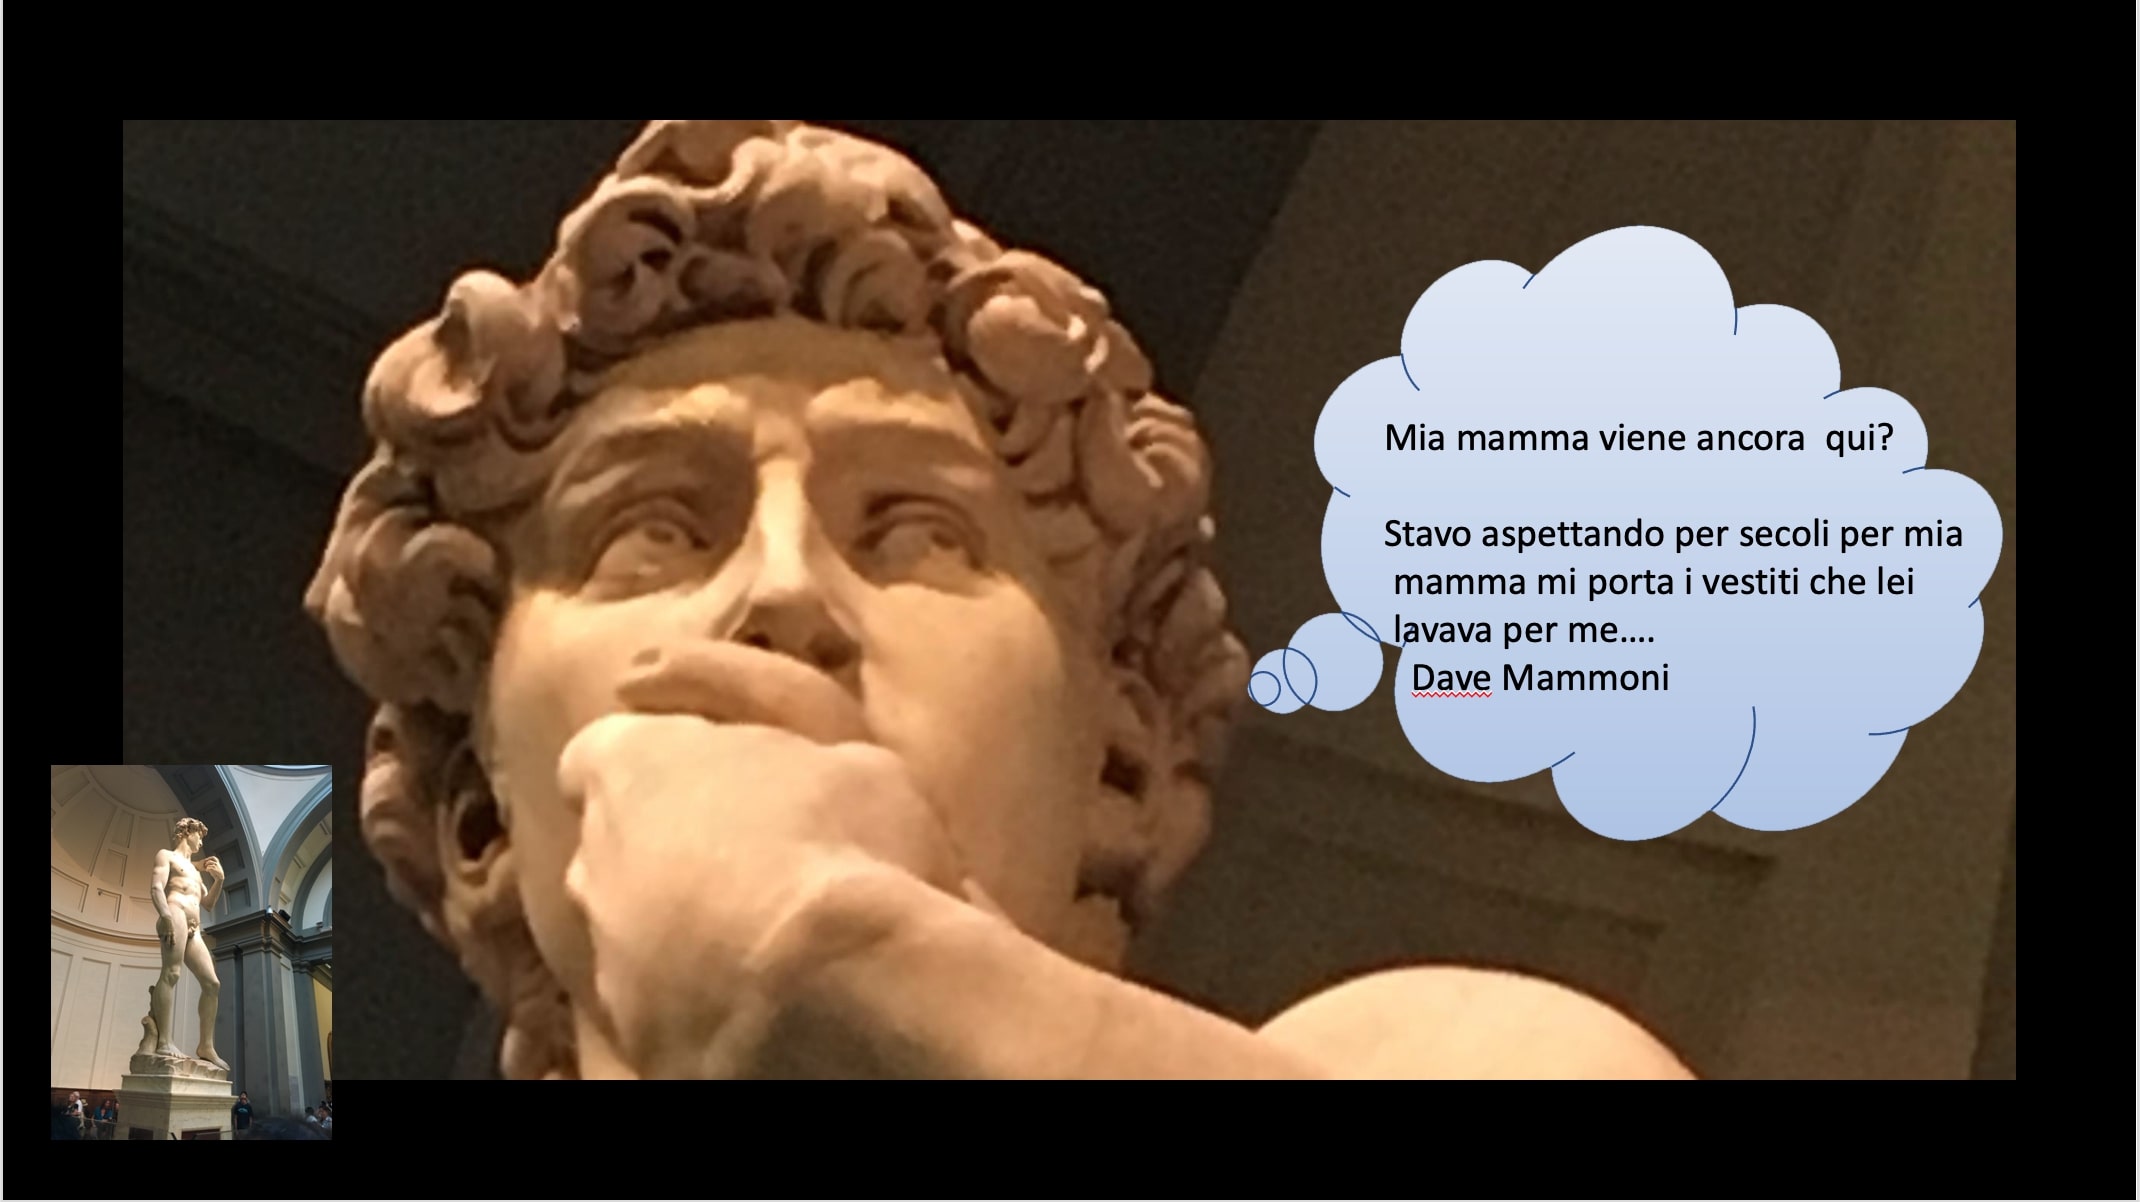 Mia mamma viene ancora  qui?
Stavo aspettando per secoli per mia
mamma mi porta i vestiti che lei
lavava per me....
Dave Mammoni